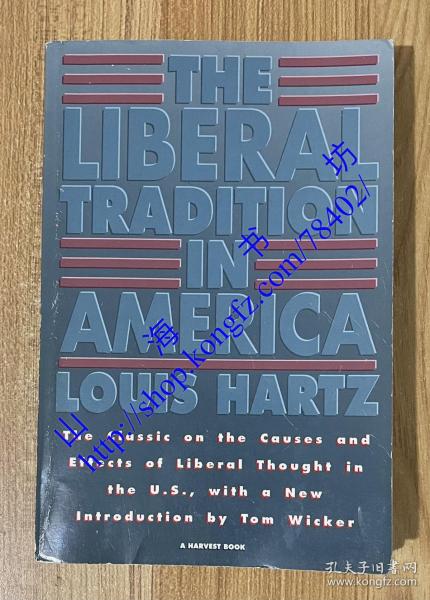 THE
LIBERAL
TRADITION
IN
AMERICA
LOUIS HARTZ
The Classic on the Causes and
Effects of Liberal Thought in
the U.S., with a New
Introduction by Tom Wicker
A HARVEST BOOK
山海书坊
http://shop.kongfz.com/78402/
孔夫子旧书网
www.kongfz.com